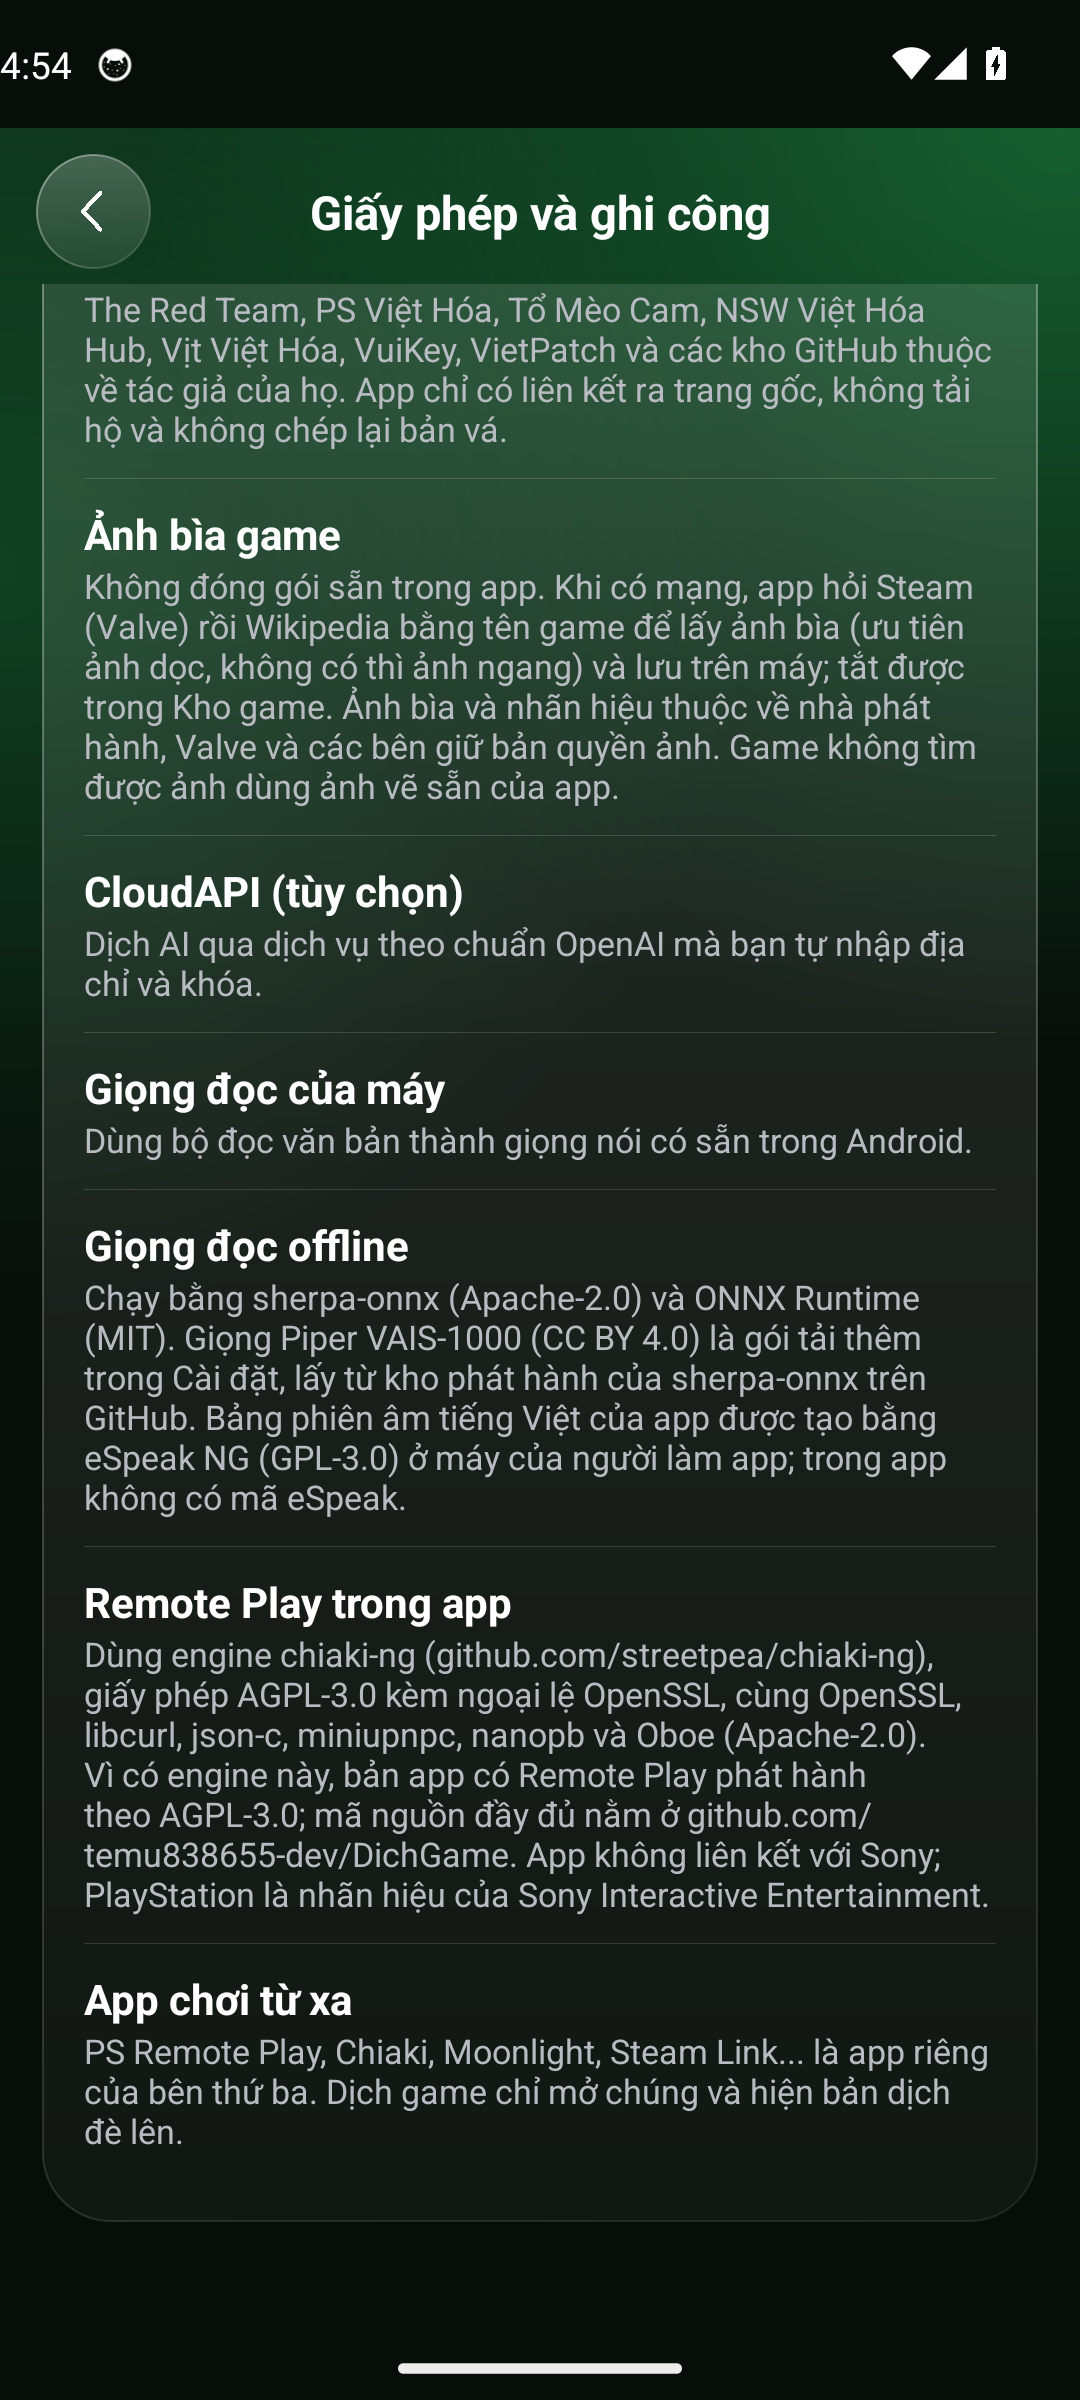 4:54
Giấy phép và ghi công
The Red Team, PS Việt Hóa, Tổ Mèo Cam, NSW Việt Hóa
Hub, Vịt Việt Hóa, VuiKey, VietPatch và các kho GitHub thuộc
về tác giả của họ. App chỉ có liên kết ra trang gốc, không tải
hộ và không chép lại bản vá.
Ảnh bìa game
Không đóng gói sẵn trong app. Khi có mạng, app hỏi Steam
(Valve) rồi Wikipedia bằng tên game để lấy ảnh bìa (ưu tiên
ảnh dọc, không có thì ảnh ngang) và lưu trên máy; tắt được
trong Kho game. Ảnh bìa và nhãn hiệu thuộc về nhà phát
hành, Valve và các bên giữ bản quyền ảnh. Game không tìm
được ảnh dùng ảnh vẽ sẵn của app.
CloudAPI (tùy chọn)
Dịch AI qua dịch vụ theo chuẩn OpenAI mà bạn tự nhập địa
chỉ và khóa.
Giọng đọc của máy
Dùng bộ đọc văn bản thành giọng nói có sẵn trong Android.
Giọng đọc offline
Chạy bằng sherpa-onnx (Apache-2.0) và ONNX Runtime
(MIT). Giọng Piper VAIS-1000 (CC BY 4.0) là gói tải thêm
trong Cài đặt, lấy từ kho phát hành của sherpa-onnx trên
GitHub. Bảng phiên âm tiếng Việt của app được tạo bằng
eSpeak NG (GPL-3.0) ở máy của người làm app; trong app
không có mã eSpeak.
Remote Play trong app
Dùng engine chiaki-ng (github.com/streetpea/chiaki-ng),
giấy phép AGPL-3.0 kèm ngoại lệ OpenSSL, cùng OpenSSL,
libcurl, json-c, miniupnpc, nanopb và Oboe (Apache-2.0).
Vì có engine này, bản app có Remote Play phát hành
theo AGPL-3.0; mã nguồn đầy đủ nằm ở github.com/
temu838655-dev/DichGame. App không liên kết với Sony;
PlayStation là nhãn hiệu của Sony Interactive Entertainment.
App chơi từ xa
PS Remote Play, Chiaki, Moonlight, Steam Link... là app riêng
của bên thứ ba. Dịch game chỉ mở chúng và hiện bản dịch
đè lên.